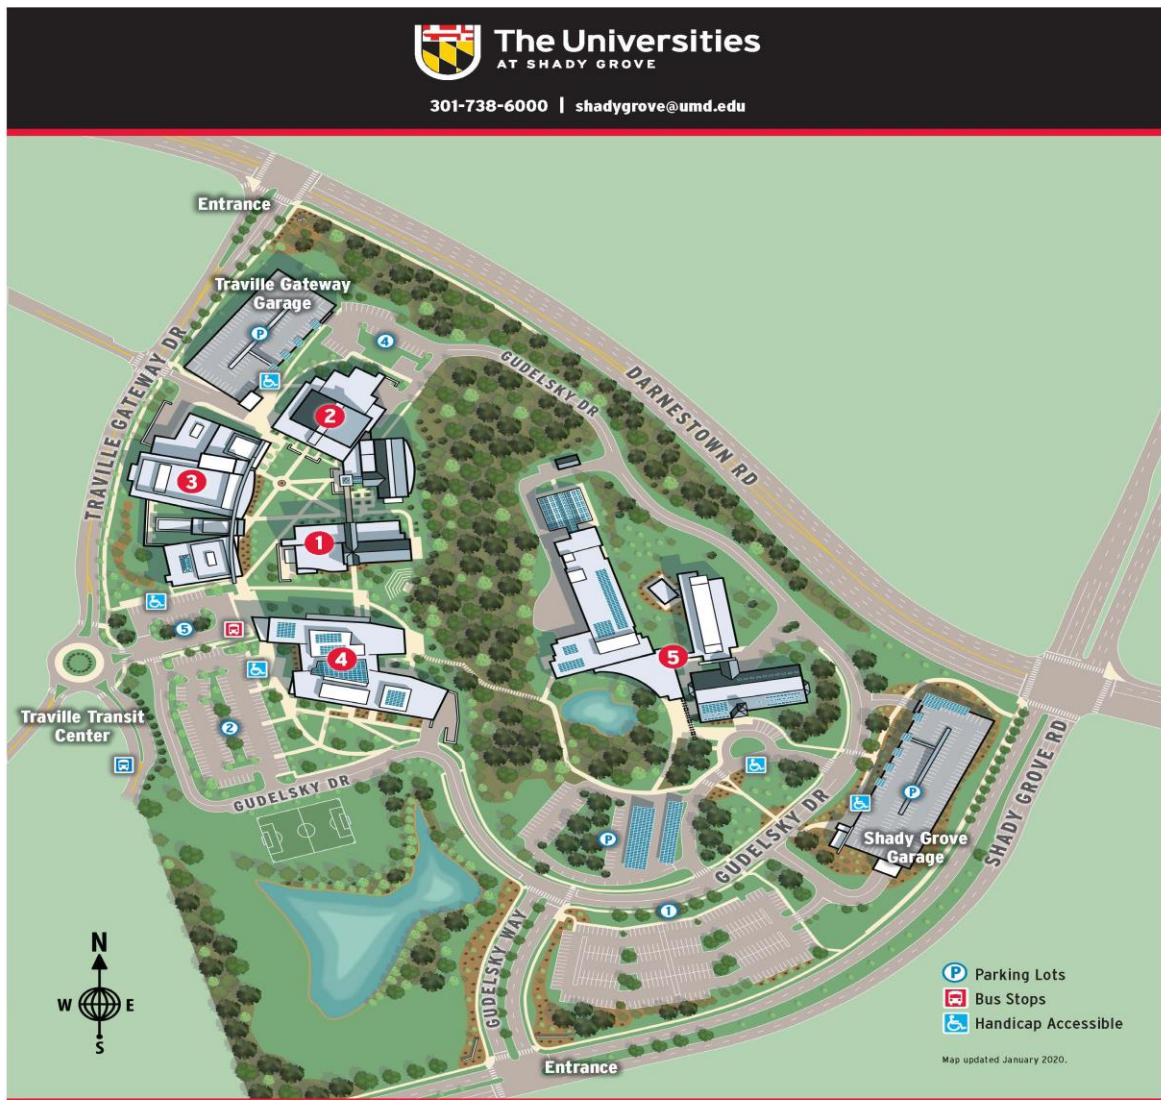 The Universities
AT SHADY GROVE
301-738-6000 | shadygrove@umd.edu
Entrance
Traville Gateway
Garage
P
4
GUDELSKY DR
DARNESTOWN RD
TRAVILLE GATEWAY DR
2
3
1
5
4
5
Traville Transit
Center
2
GUDELSKY DR
P
Shady Grove
Garage
SHADY GROVE RD
P
GUDELSKY DR
1
GUDELSKY WAY
N
W E
S
P Parking Lots
Bus Stops
Handicap Accessible
Map updated January 2020.
Entrance